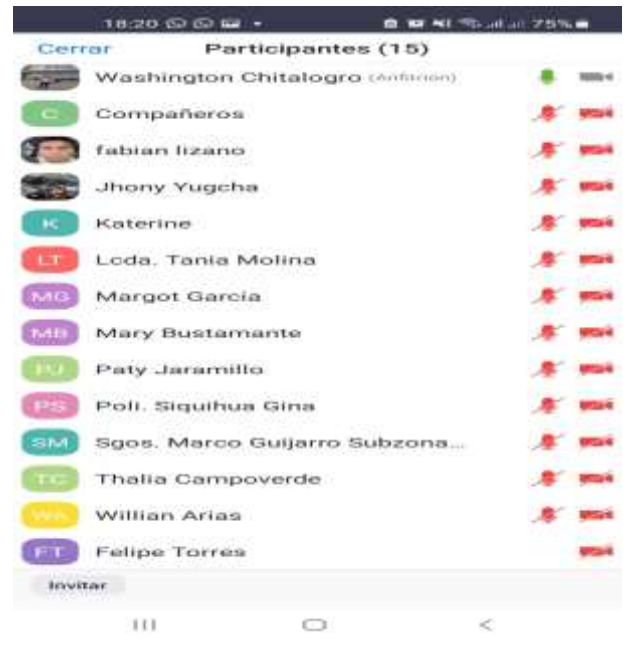 18:20 75%
Cerrar Participantes (15)
Washington Chitalogro (Anfitrión)
C Compañeros
fabian lizano
Jhony Yugcha
K Katerine
LT Lcda. Tania Molina
MG Margot García
MB Mary Bustamante
PJ Paty Jaramillo
PS Poli. Siquihua Gina
SM Sgos. Marco Guijarro Subzona...
TC Thalia Campoverde
WA Willian Arias
FT Felipe Torres
Invitar